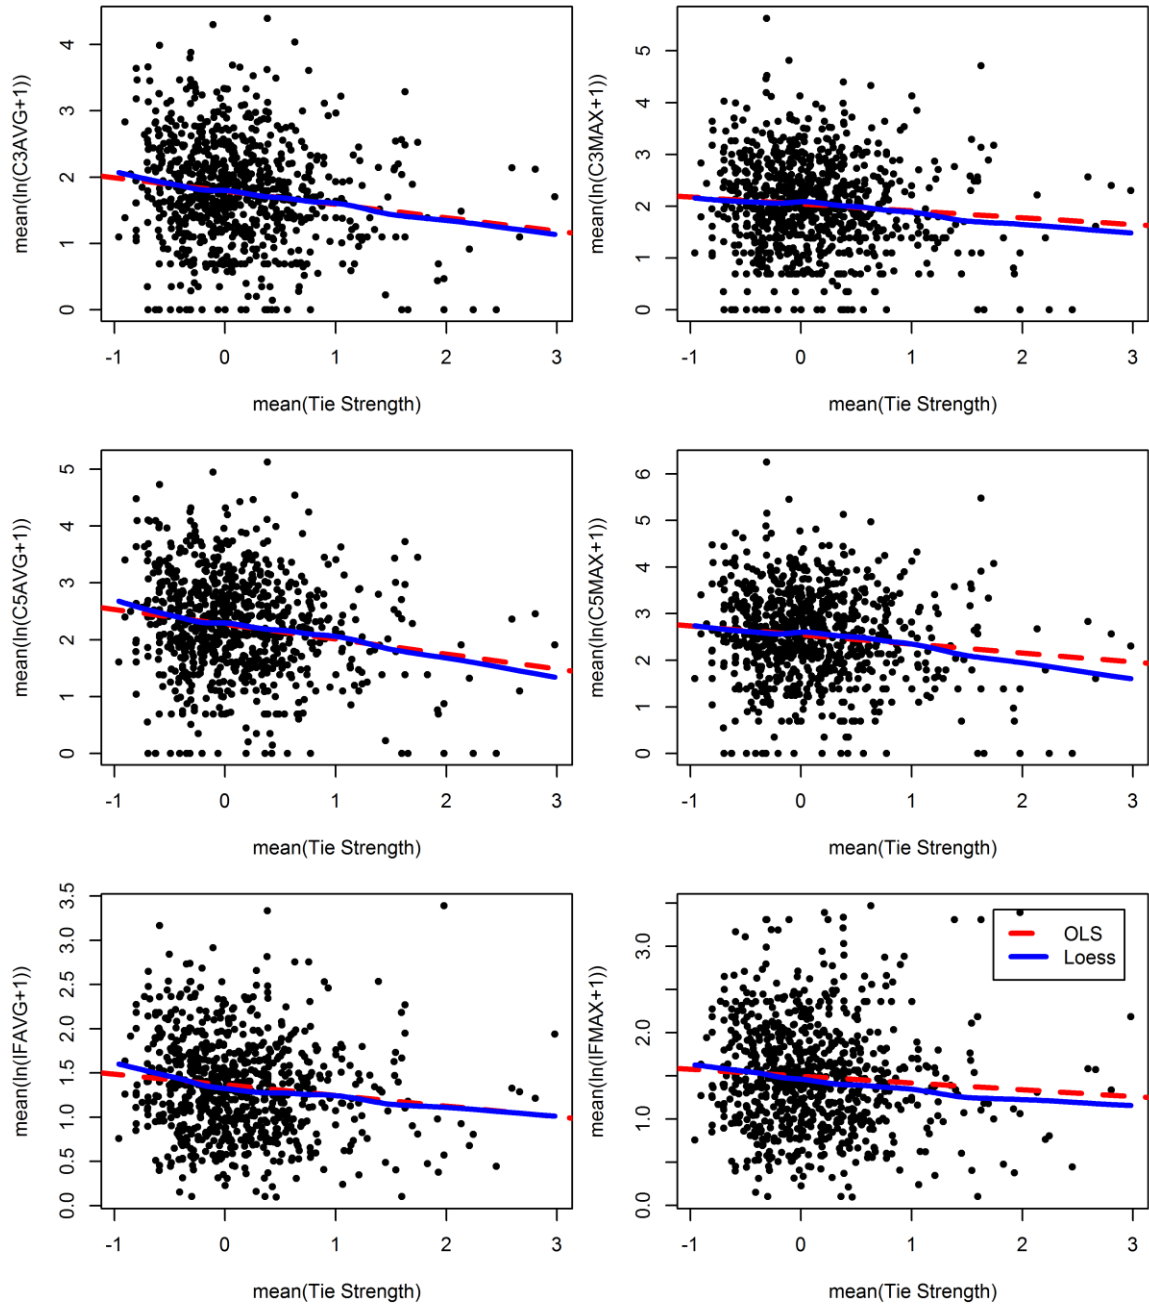 mean(ln(C3AVG+1))
4
3
2
1
0
-1 0 1 2 3
mean(Tie Strength)
mean(ln(C3MAX+1))
5
4
3
2
1
0
-1 0 1 2 3
mean(Tie Strength)
mean(ln(C5AVG+1))
5
4
3
2
1
0
-1 0 1 2 3
mean(Tie Strength)
mean(ln(C5MAX+1))
6
5
4
3
2
1
0
-1 0 1 2 3
mean(Tie Strength)
mean(ln(IFAVG+1))
3.5
3.0
2.5
2.0
1.5
1.0
0.5
0.0
-1 0 1 2 3
mean(Tie Strength)
mean(ln(IFMAX+1))
3.0
2.0
1.0
0.0
OLS
Loess
-1 0 1 2 3
mean(Tie Strength)